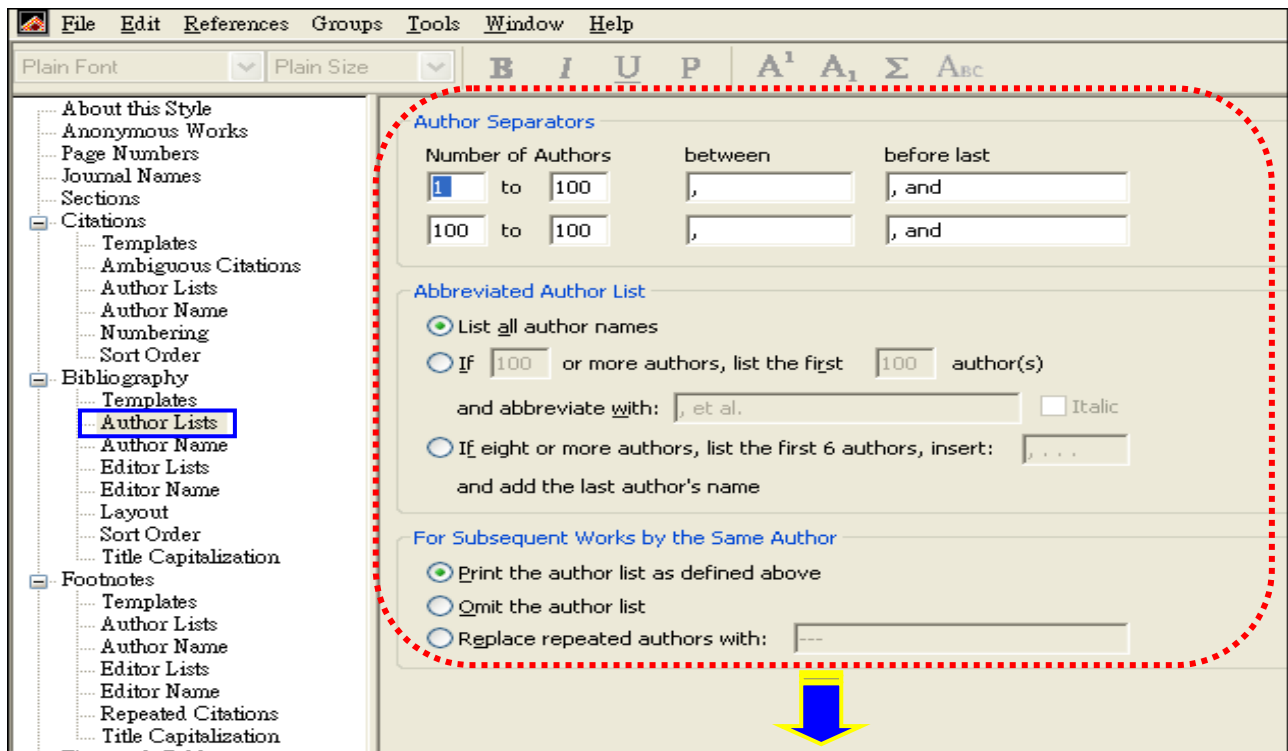 File Edit References Groups Tools Window Help
Plain Font Plain Size B I U P A1 A1 Σ ABC
About this Style
Anonymous Works
Page Numbers
Journal Names
Sections
Citations
Templates
Ambiguous Citations
Author Lists
Author Name
Numbering
Sort Order
Bibliography
Templates
Author Lists
Author Name
Editor Lists
Editor Name
Layout
Sort Order
Title Capitalization
Footnotes
Templates
Author Lists
Author Name
Editor Lists
Editor Name
Repeated Citations
Title Capitalization
Author Separators
Number of Authors between before last
1 to 100 , , and
100 to 100 , , and
Abbreviated Author List
List all author names
If 100 or more authors, list the first 100 author(s)
and abbreviate with: , et al. Italic
If eight or more authors, list the first 6 authors, insert: , . . .
and add the last author's name
For Subsequent Works by the Same Author
Print the author list as defined above
Omit the author list
Replace repeated authors with: ---